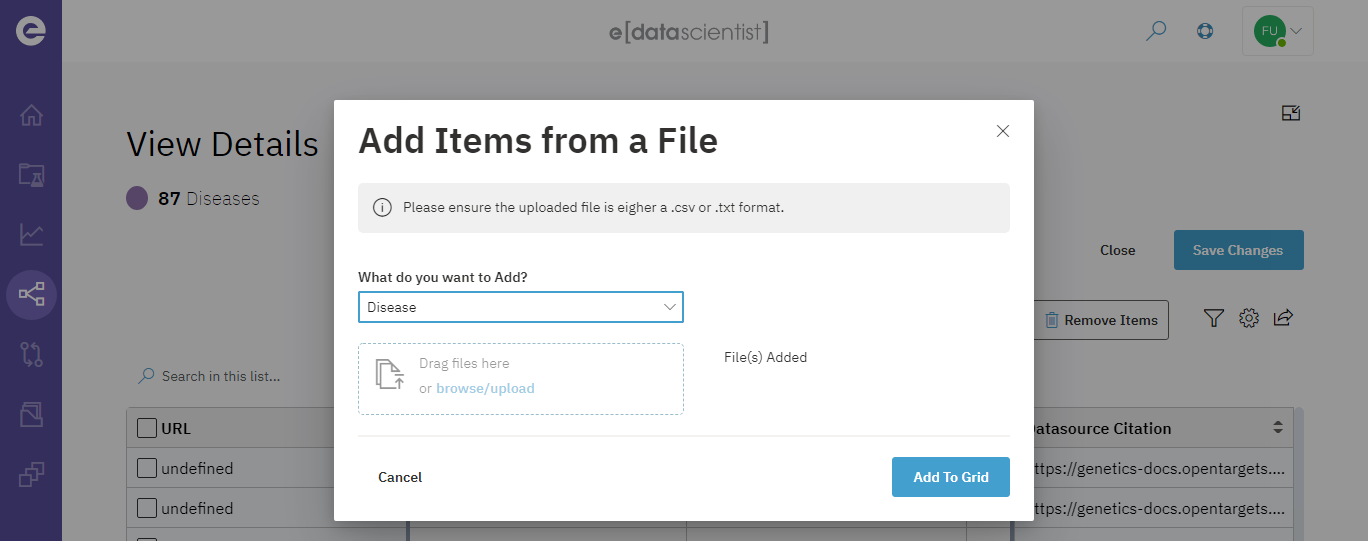 e[datascientist]
FU
View Details
87 Diseases
Add Items from a File
Please ensure the uploaded file is eigher a .csv or .txt format.
Close
Save Changes
What do you want to Add?
Disease
Remove Items
Drag files here
or browse/upload
File(s) Added
Search in this list...
URL
atasource Citation
undefined
ttps://genetics-docs.opentargets....
Cancel
Add To Grid
undefined
ttps://genetics-docs.opentargets....